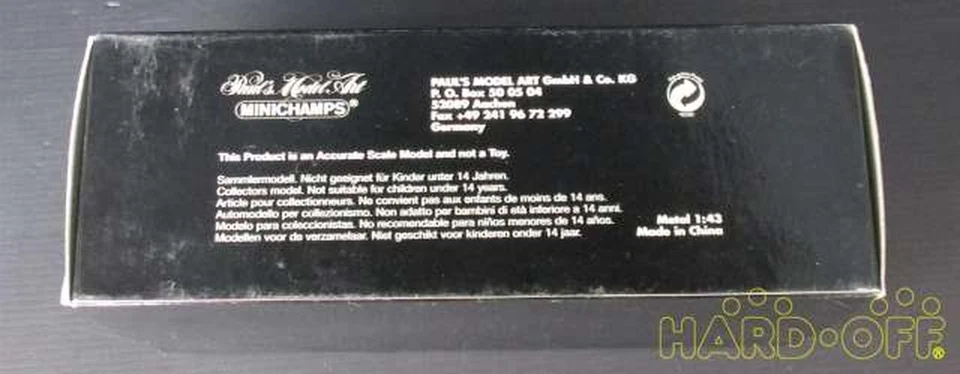 Paul's Model Art
MINICHAMPS®
PAUL'S MODEL ART GmbH & Co. KG
P. O. Box 50 05 04
52089 Aachen
Fax +49 241 96 72 299
Germany
This Product is an Accurate Scale Model and not a Toy.
Sammlermodell. Nicht geeignet für Kinder unter 14 Jahren.
Collectors model. Not suitable for children under 14 years.
Article pour collectionneurs. Ne convient pas aux enfants de moins de 14 ans.
Automodello per collezionismo. Non adatto per bambini di età inferiore a 14 anni.
Modelo para coleccionistas. No recomendable para niños menores de 14 años.
Modellen voor de verzamelaar. Niet geschikt voor kinderen onder 14 jaar.
Metal 1:43
Made in China
HARD-OFF®